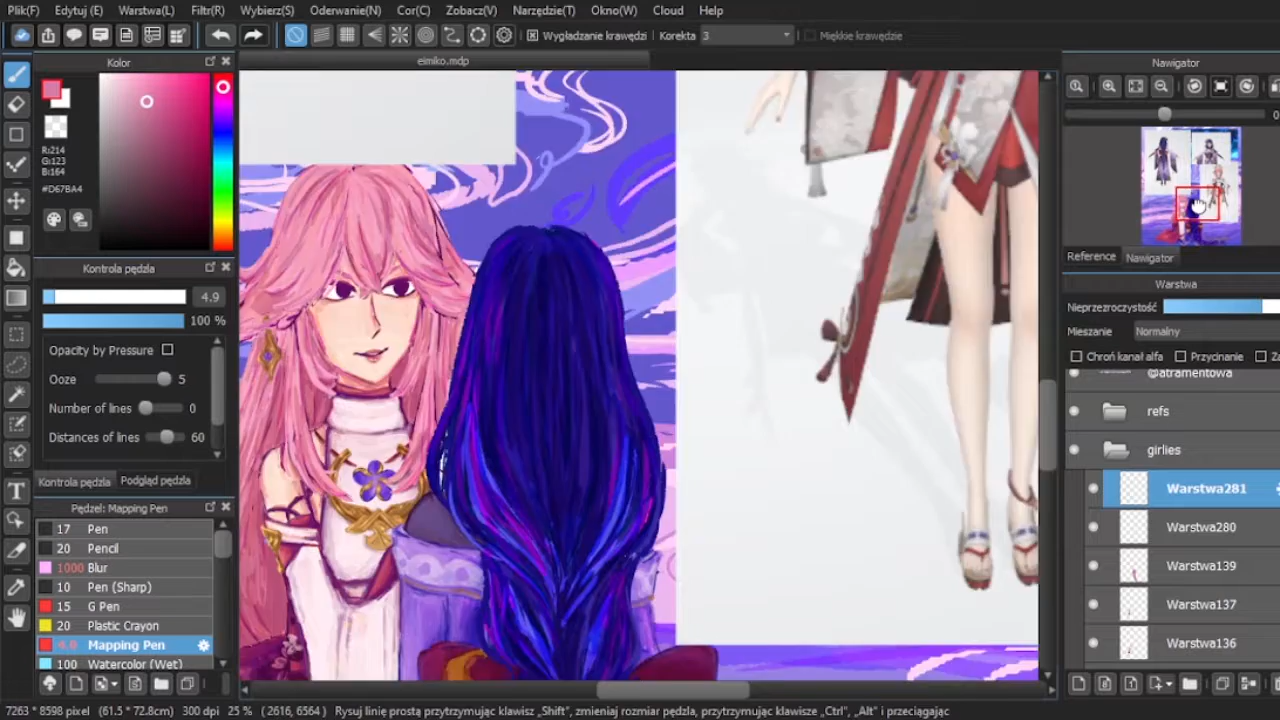 Plik(F) Edytuj (E) Warstwa(L) Filtr(R) Wybierz(S) Oderwanie(N) Cor(C) Zobacz(V) Narzędzie(T) Okno(W) Cloud Help
Wygładzanie krawędzi Korekta 3 Miękkie krawędzie
Kolor
eimiko.mdp
Nawigator
R:214
G:123
B:164
#D67BA4
Kontrola pędzla
4.9
100 %
Opacity by Pressure
Ooze 5
Number of lines 0
Distances of lines 60
Kontrola pędzla Podgląd pędzla
Pędzel: Mapping Pen
17 Pen
20 Pencil
1000 Blur
10 Pen (Sharp)
15 G Pen
20 Plastic Crayon
Mapping Pen
100 Watercolor (Wet)
Reference Nawigator
Warstwa
Nieprzezroczystość
Mieszanie Normalny
Chroń kanał alfa Przycinanie
@atramentowa
refs
girlies
Warstwa281
Warstwa280
Warstwa139
Warstwa137
Warstwa136
7263 * 8598 pixel (61.5 * 72.8cm) 300 dpi 25 % ( 2616, 6564 ) Rysuj linię prostą przytrzymując klawisz „Shift”, zmieniaj rozmiar pędzla, przytrzymując klawisze „Ctrl”, „Alt” i przeciągając